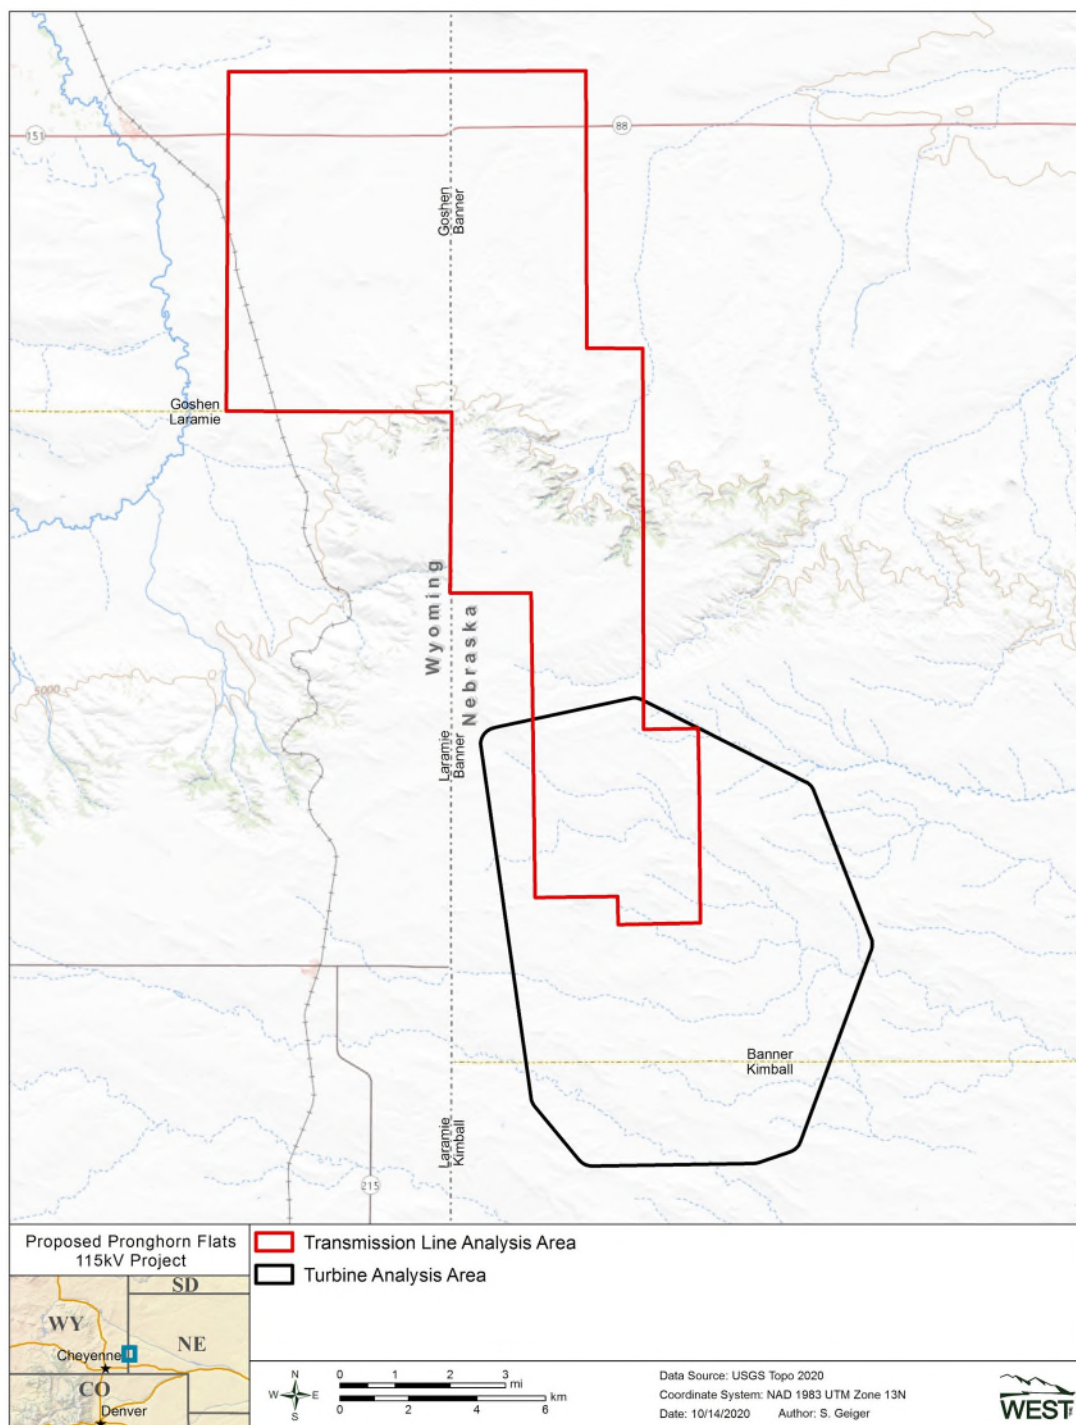 151
88
Goshen
Banner
Goshen
Laramie
Wyoming
Nebraska
5000
Laramie
Banner
Banner
Kimball
Laramie
Kimball
215
Proposed Pronghorn Flats
115kV Project
SD
WY
NE
Cheyenne
CO
Denver
Transmission Line Analysis Area
Turbine Analysis Area
N
W E
S
0 1 2 3
mi
km
0 2 4 6
Data Source: USGS Topo 2020
Coordinate System: NAD 1983 UTM Zone 13N
Date: 10/14/2020 Author: S. Geiger
WEST